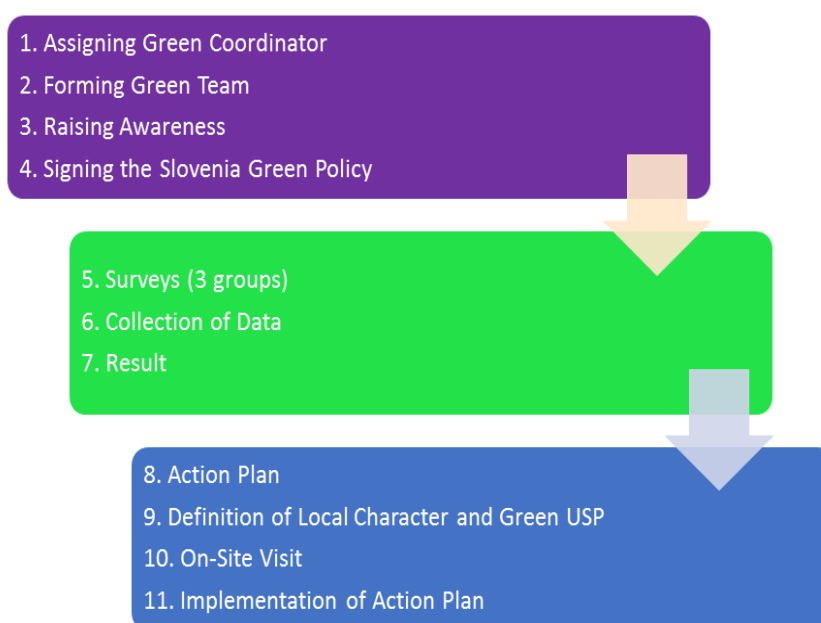 1. Assigning Green Coordinator
2. Forming Green Team
3. Raising Awareness
4. Signing the Slovenia Green Policy
5. Surveys (3 groups)
6. Collection of Data
7. Result
8. Action Plan
9. Definition of Local Character and Green USP
10. On-Site Visit
11. Implementation of Action Plan